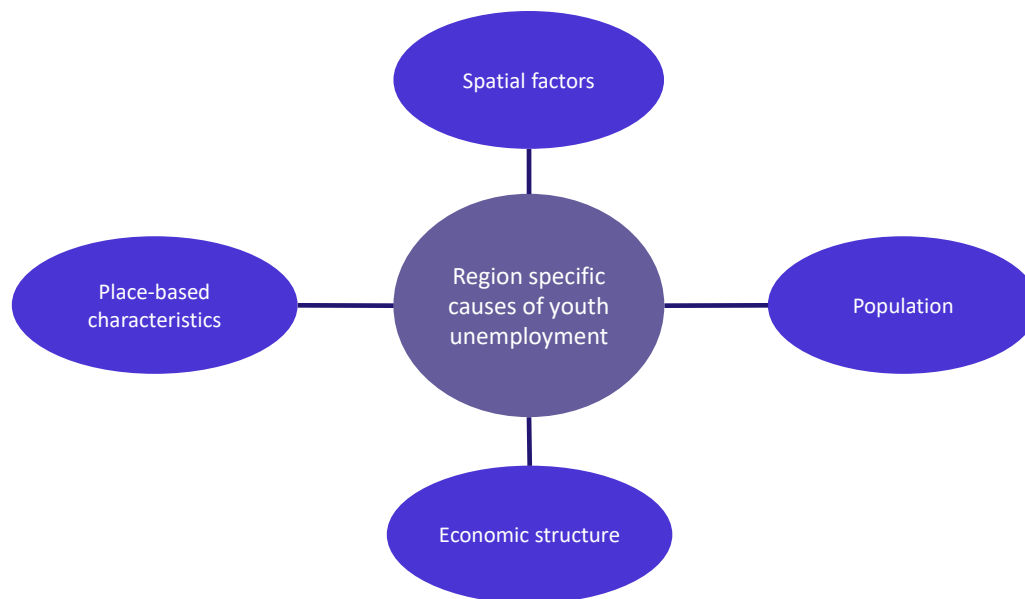 Spatial factors
Place-based
characteristics
Region specific
causes of youth
unemployment
Population
Economic structure